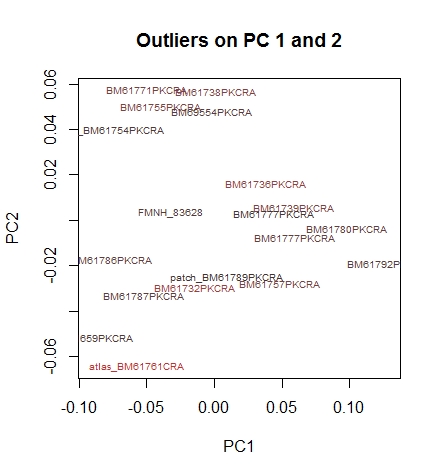 Outliers on PC 1 and 2
0.06
BM61771PKCRA
BM61738PKCRA
BM61755PKCRA
BM69554PKCRA
0.04
BM61754PKCRA
0.02
BM61736PKCRA
FMNH_83628
BM61739PKCRA
BM61777PKCRA
BM61780PKCRA
BM61777PKCRA
PC2
-0.02
61786PKCRA
BM61792P
patch_BM61789PKCRA
BM61732PKCRA
BM61757PKCRA
BM61787PKCRA
659PKCRA
-0.06
atlas_BM61761CRA
-0.10 -0.05 0.00 0.05 0.10
PC1